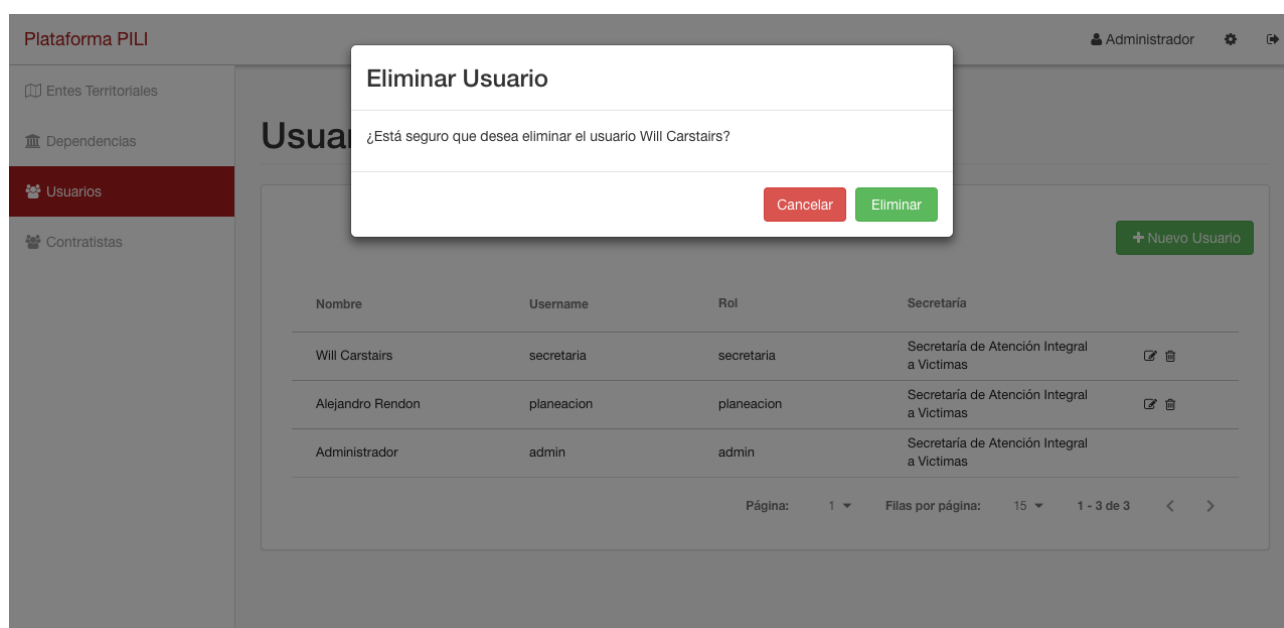 Plataforma PILI
Administrador
Eliminar Usuario
Entes Territoriales
¿Está seguro que desea eliminar el usuario Will Carstairs?
Dependencias
Usuarios
Cancelar Eliminar
Contratistas
Nuevo Usuario
Nombre Username Rol Secretaría
Will Carstairs secretaria secretaria Secretaría de Atención Integral
a Victimas
Alejandro Rendon planeacion planeacion Secretaría de Atención Integral
a Victimas
Administrador admin admin Secretaría de Atención Integral
a Victimas
Página: 1 Filas por página: 15 1 - 3 de 3